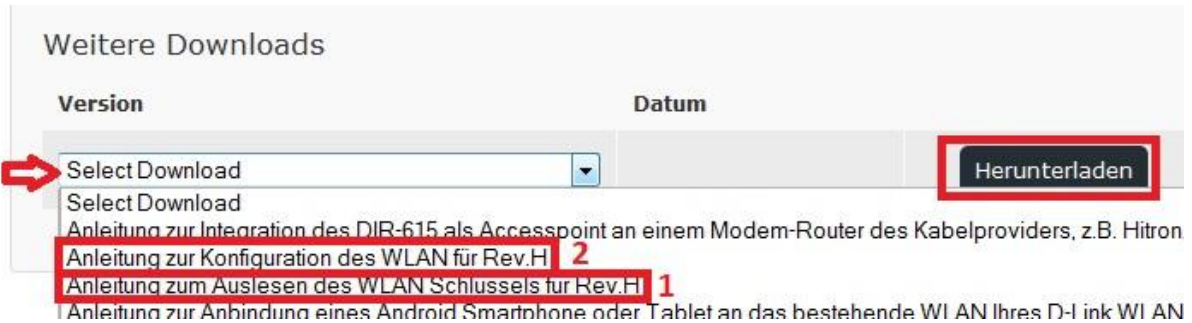 Weitere Downloads
Version Datum
Select Download Herunterladen
Select Download
Anleitung zur Integration des DIR-615 als Accesspoint an einem Modem-Router des Kabelproviders, z.B. Hitron,
Anleitung zur Konfiguration des WLAN für Rev.H 2
Anleitung zum Auslesen des WLAN Schlüssels für Rev.H 1
Anleitung zur Anbindung eines Android Smartphone oder Tablet an das bestehende WLAN Ihres D-Link WLAN